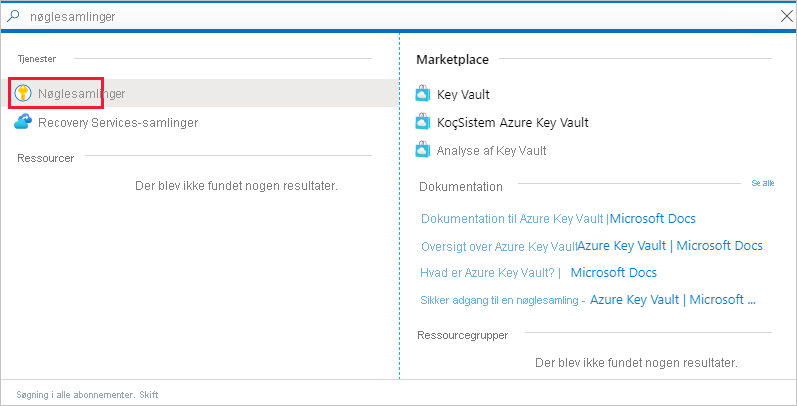 nøglesamlinger
Tjenester
Nøglesamlinger
Recovery Services-samlinger
Ressourcer
Der blev ikke fundet nogen resultater.
Marketplace
Key Vault
KoçSistem Azure Key Vault
Analyse af Key Vault
Dokumentation
Se alle
Dokumentation til Azure Key Vault | Microsoft Docs
Oversigt over Azure Key Vault Azure Key Vault | Microsoft Docs
Hvad er Azure Key Vault? | Microsoft Docs
Sikker adgang til en nøglesamling - Azure Key Vault | Microsoft ...
Ressourcegrupper
Der blev ikke fundet nogen resultater.
Søgning i alle abonnementer. Skift